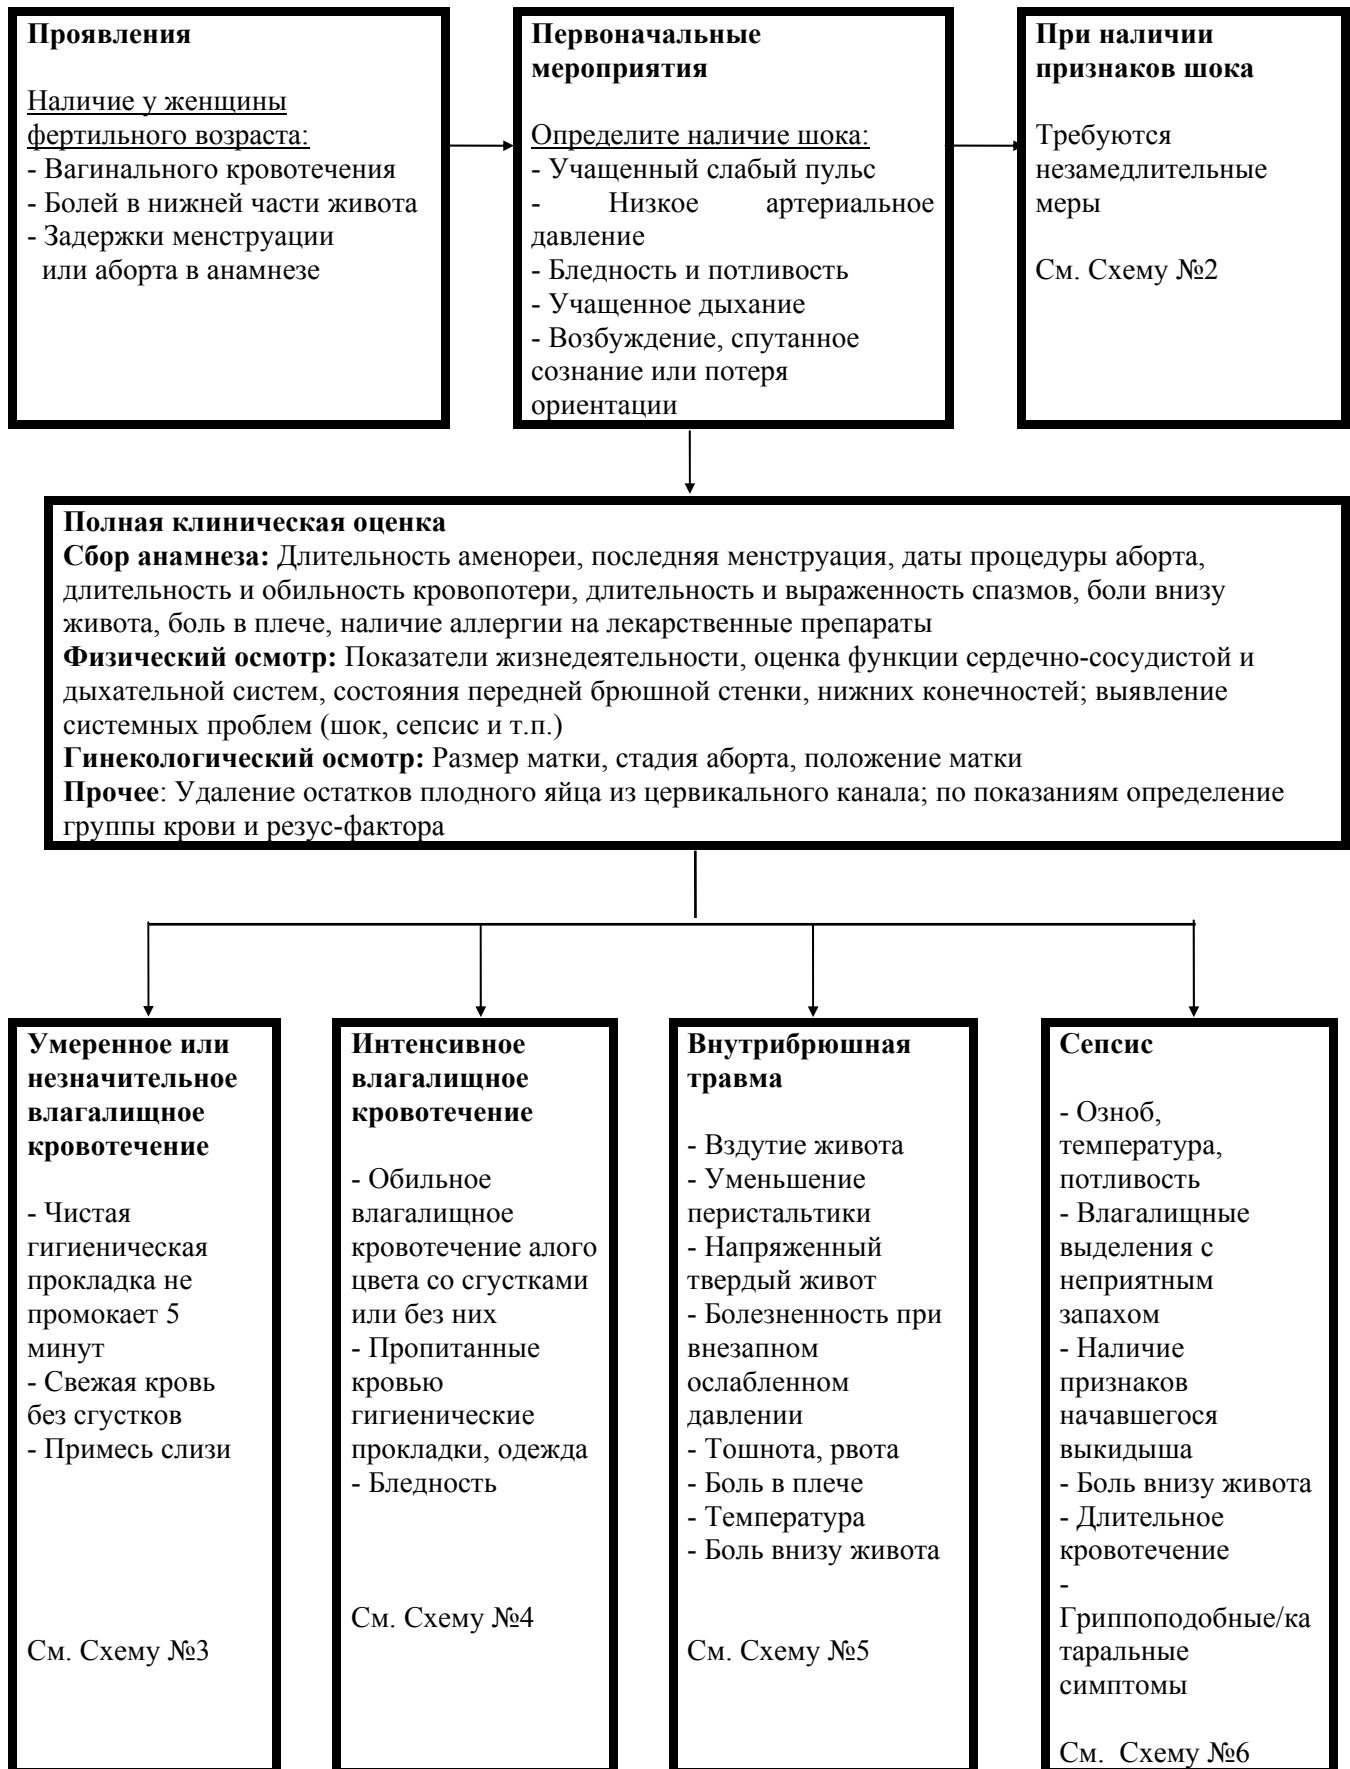 Проявления
Наличие у женщины
фертильного возраста:
- Вагинального кровотечения
- Болей в нижней части живота
- Задержки менструации
или аборта в анамнезе
Первоначальные
мероприятия
Определите наличие шока:
- Учащенный слабый пульс
- Низкое артериальное
давление
- Бледность и потливость
- Учащенное дыхание
- Возбуждение, спутанное
сознание или потеря
ориентации
При наличии
признаков шока
Требуются
незамедлительные
меры
См. Схему №2
Полная клиническая оценка
Сбор анамнеза: Длительность аменореи, последняя менструация, даты процедуры аборта,
длительность и обильность кровопотери, длительность и выраженность спазмов, боли внизу
живота, боль в плече, наличие аллергии на лекарственные препараты
Физический осмотр: Показатели жизнедеятельности, оценка функции сердечно-сосудистой и
дыхательной систем, состояния передней брюшной стенки, нижних конечностей; выявление
системных проблем (шок, сепсис и т.п.)
Гинекологический осмотр: Размер матки, стадия аборта, положение матки
Прочее: Удаление остатков плодного яйца из цервикального канала; по показаниям определение
группы крови и резус-фактора
Умеренное или
незначительное
влагалищное
кровотечение
- Чистая
гигиеническая
прокладка не
промокает 5
минут
- Свежая кровь
без сгустков
- Примесь слизи
См. Схему №3
Интенсивное
влагалищное
кровотечение
- Обильное
влагалищное
кровотечение алого
цвета со сгустками
или без них
- Пропитанные
кровью
гигиенические
прокладки, одежда
- Бледность
См. Схему №4
Внутрибрюшная
травма
- Вздутие живота
- Уменьшение
перистальтики
- Напряженный
твердый живот
- Болезненность при
внезапном
ослабленном
давлении
- Тошнота, рвота
- Боль в плече
- Температура
- Боль внизу живота
См. Схему №5
Сепсис
- Озноб,
температура,
потливость
- Влагалищные
выделения с
неприятным
запахом
- Наличие
признаков
начавшегося
выкидыша
- Боль внизу живота
- Длительное
кровотечение
-
Гриппоподобные/ка
таральные
симптомы
См. Схему №6